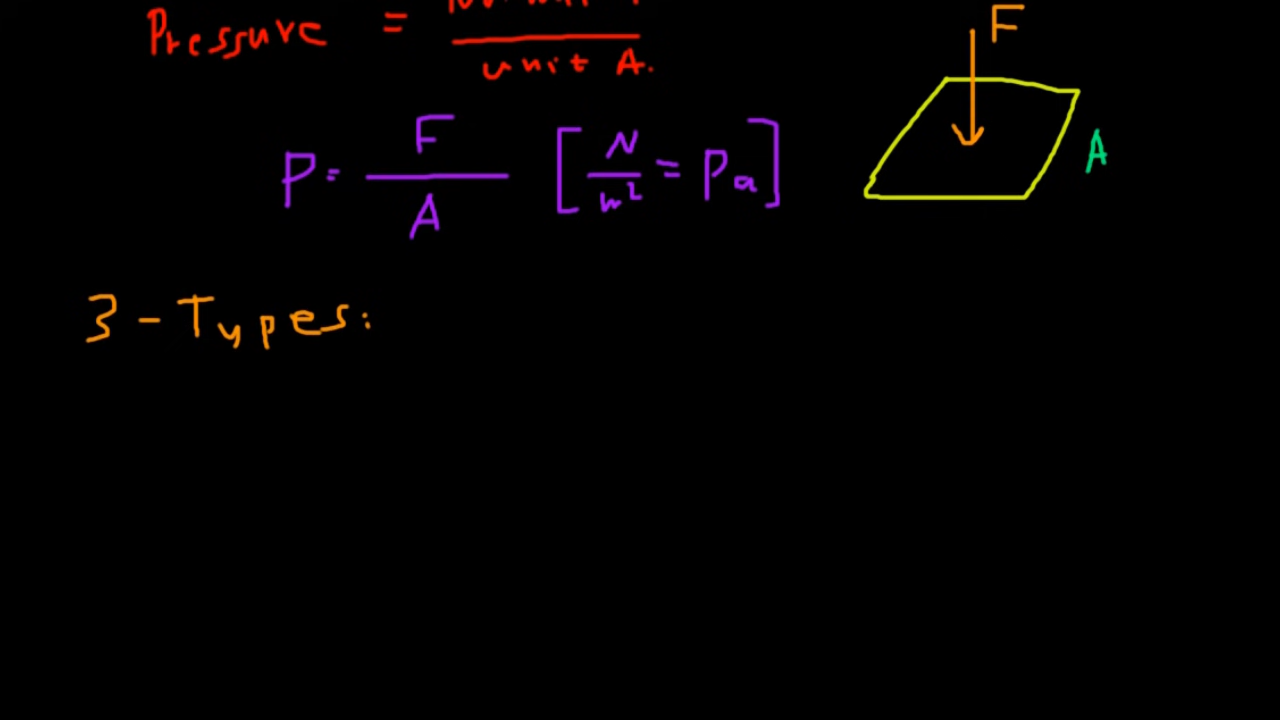 Pressure =
unit A.
P = F / A [N / m² = Pa]
F
A
3 - Types: